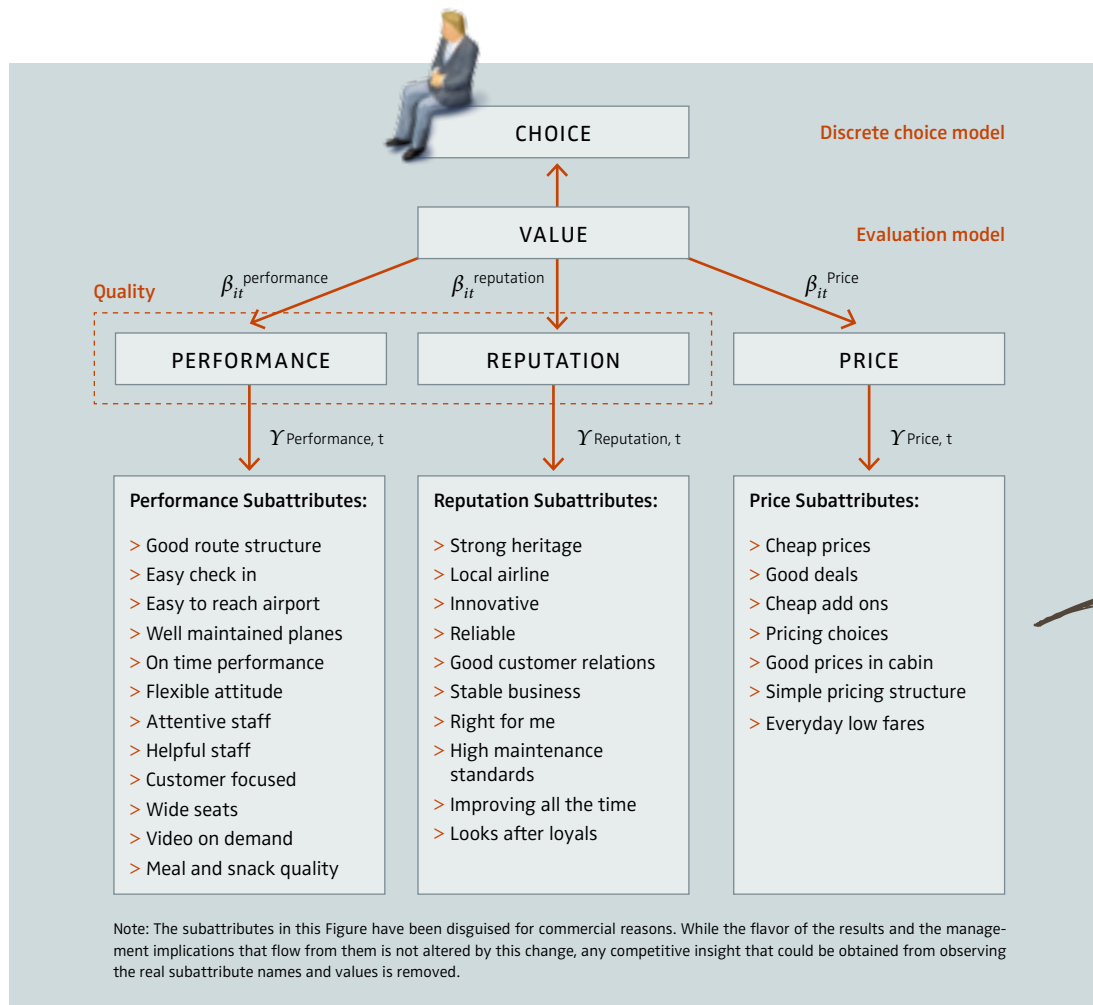 CHOICE
Discrete choice model
VALUE
Evaluation model
Quality
βit performance
βit reputation
βit Price
PERFORMANCE
REPUTATION
PRICE
ϒ Performance, t
ϒ Reputation, t
ϒ Price, t
Performance Subattributes:
> Good route structure
> Easy check in
> Easy to reach airport
> Well maintained planes
> On time performance
> Flexible attitude
> Attentive staff
> Helpful staff
> Customer focused
> Wide seats
> Video on demand
> Meal and snack quality
Reputation Subattributes:
> Strong heritage
> Local airline
> Innovative
> Reliable
> Good customer relations
> Stable business
> Right for me
> High maintenance
standards
> Improving all the time
> Looks after loyals
Price Subattributes:
> Cheap prices
> Good deals
> Cheap add ons
> Pricing choices
> Good prices in cabin
> Simple pricing structure
> Everyday low fares
Note: The subattributes in this Figure have been disguised for commercial reasons. While the flavor of the results and the manage-
ment implications that flow from them is not altered by this change, any competitive insight that could be obtained from observing
the real subattribute names and values is removed.